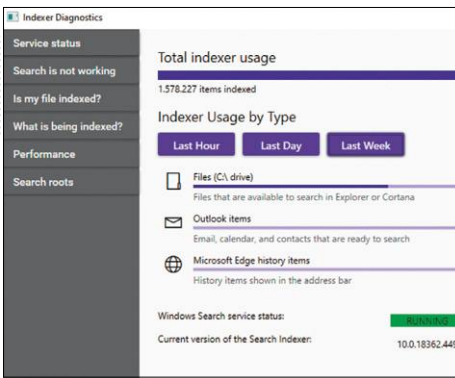 Indexer Diagnostics
Service status
Search is not working
Is my file indexed?
What is being indexed?
Performance
Search roots
Total indexer usage
1.578.227 items indexed
Indexer Usage by Type
Last Hour
Last Day
Last Week
Files (C:\ drive)
Files that are available to search in Explorer or Cortana
Outlook items
Email, calendar, and contacts that are ready to search
Microsoft Edge history items
History items shown in the address bar
Windows Search service status:
RUNNING
Current version of the Search Indexer:
10.0.18362.449